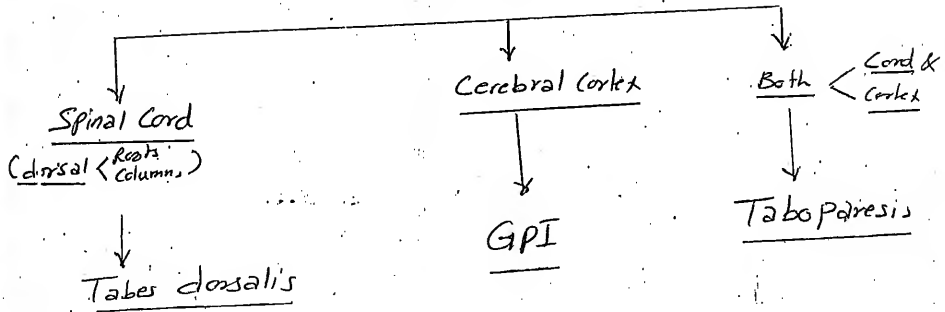 Spinal Cord
(dorsal < Roots Columns)
Tabes dorsalis
Cerebral Cortex
GPI
Both < Cord & Cortex
Taboparesis